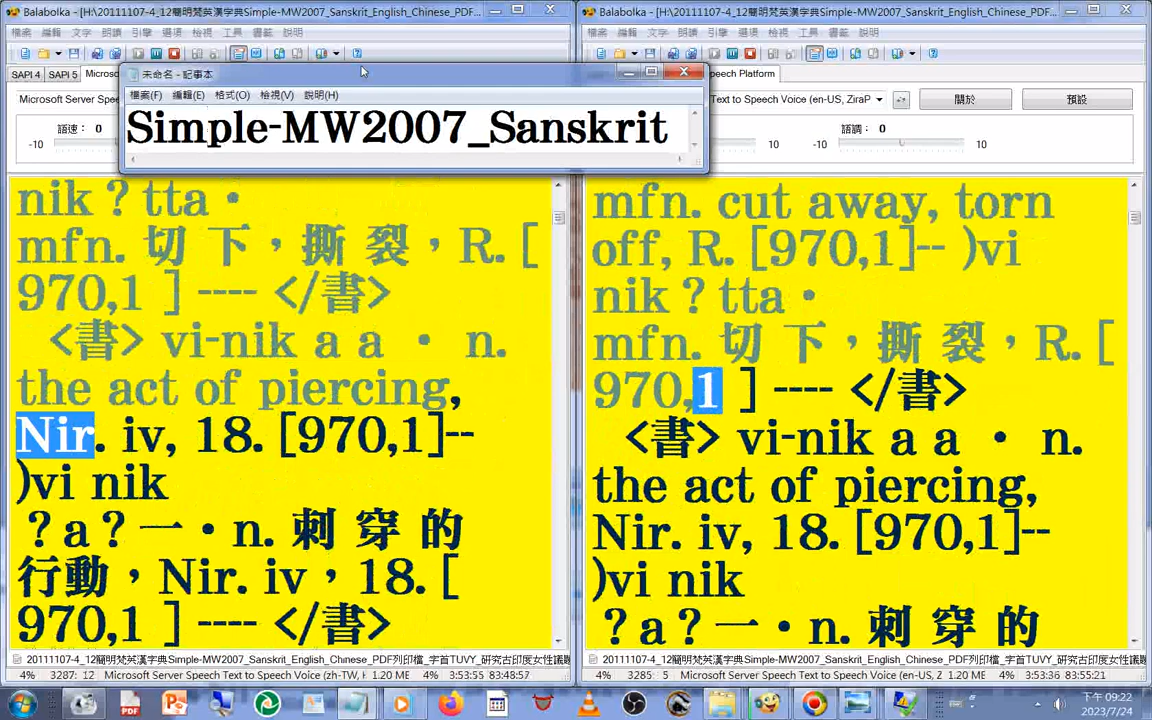 Balabolka - [H:\20111107-4_12簡明梵英漢字典Simple-MW2007_Sanskrit_English_Chinese_PDF...
檔案 編輯 文字 朗讀 引擎 選項 檢視 工具 書籤 說明
SAPI 4 SAPI 5 Micros
Microsoft Server Spee
語速： 0
-10
nik？tta・
mfn. 切 下，撕 裂，R. [
970,1 ] ---- </書>
<書> vi-nik a a ・ n.
the act of piercing,
Nir. iv, 18. [970,1]--
)vi nik
？a？一・n. 刺 穿 的
行動，Nir. iv，18. [
970,1 ] ---- </書>
20111107-4_12簡明梵英漢字典Simple-MW2007_Sanskrit_English_Chinese_PDF列印檔_字首TUVY_研究古印度女性議題
4% 3287: 12 Microsoft Server Speech Text to Speech Voice (zh-TW, H 1.20 MB 4% 3:53:55 83:48:57
未命名 - 記事本
檔案(F) 編輯(E) 格式(O) 檢視(V) 說明(H)
Simple-MW2007_Sanskrit
Balabolka - [H:\20111107-4_12簡明梵英漢字典Simple-MW2007_Sanskrit_English_Chinese_PDF...
檔案 編輯 文字 朗讀 引擎 選項 檢視 工具 書籤 說明
peech Platform
Text to Speech Voice (en-US, ZiraP
關於
預設
10
語調： 0
-10
10
mfn. cut away, torn
off, R. [970,1]-- )vi
nik？tta・
mfn. 切 下，撕 裂，R. [
970,1 ] ---- </書>
<書> vi-nik a a ・ n.
the act of piercing,
Nir. iv, 18. [970,1]--
)vi nik
？a？一・n. 刺 穿 的
20111107-4_12簡明梵英漢字典Simple-MW2007_Sanskrit_English_Chinese_PDF列印檔_字首TUVY_研究古印度女性議題
4% 3285: 5 Microsoft Server Speech Text to Speech Voice (en-US, Z 1.20 MB 4% 3:53:36 83:55:21
下午 09:22
2023/7/24